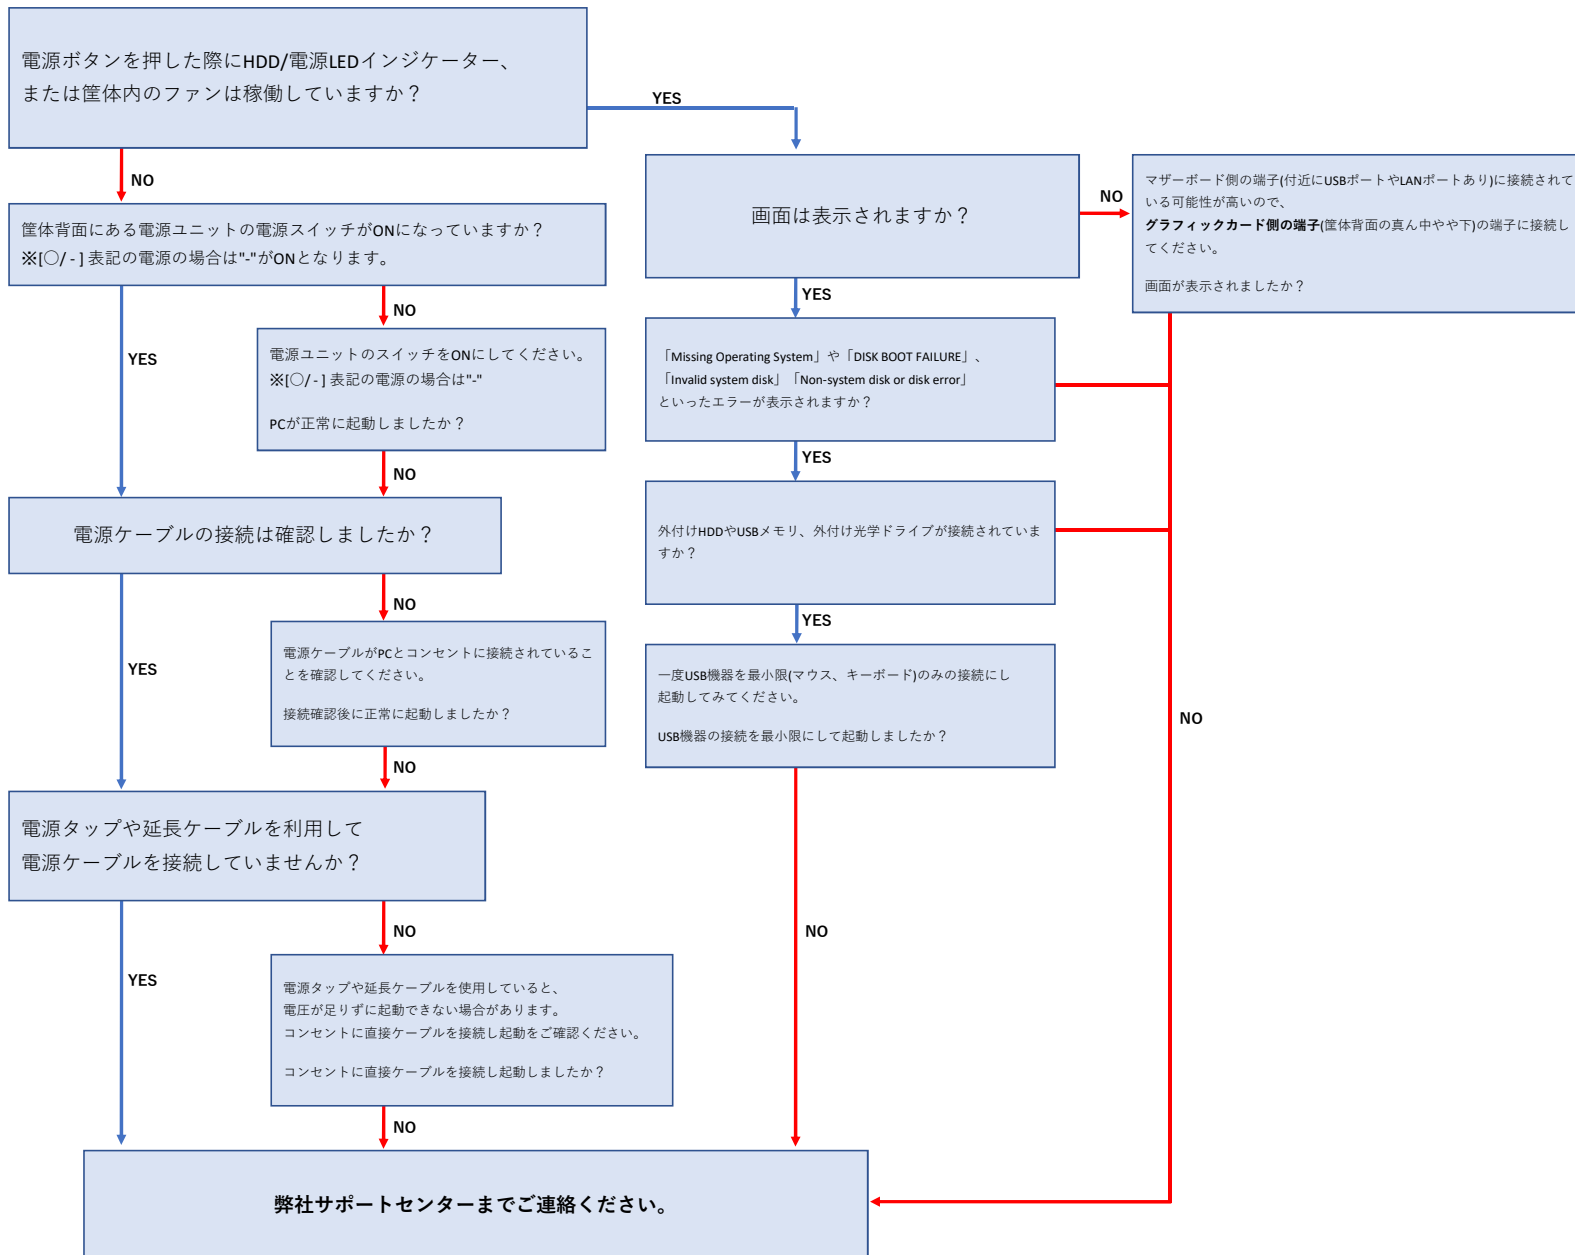 電源ボタンを押した際にHDD/電源LEDインジケーター、
または筐体内のファンは稼働していますか？
YES
NO
筐体背面にある電源ユニットの電源スイッチがONになっていますか？
※[〇/ - ] 表記の電源の場合は"-"がONとなります。
YES
NO
電源ユニットのスイッチをONにしてください。
※[〇/ - ] 表記の電源の場合は"-"
PCが正常に起動しましたか？
NO
電源ケーブルの接続は確認しましたか？
YES
NO
電源ケーブルがPCとコンセントに接続されているこ
とを確認してください。
接続確認後に正常に起動しましたか？
NO
電源タップや延長ケーブルを利用して
電源ケーブルを接続していませんか？
YES
NO
電源タップや延長ケーブルを使用していると、
電圧が足りずに起動できない場合があります。
コンセントに直接ケーブルを接続し起動をご確認ください。
コンセントに直接ケーブルを接続し起動しましたか？
NO
画面は表示されますか？
NO
マザーボード側の端子(付近にUSBポートやLANポートあり)に接続されて
いる可能性が高いので、
グラフィックカード側の端子(筐体背面の真ん中やや下)の端子に接続し
てください。
画面が表示されましたか？
YES
「Missing Operating System」や「DISK BOOT FAILURE」、
「Invalid system disk」「Non-system disk or disk error」
といったエラーが表示されますか？
YES
外付けHDDやUSBメモリ、外付け光学ドライブが接続されていま
すか？
YES
一度USB機器を最小限(マウス、キーボード)のみの接続にし
起動してみてください。
USB機器の接続を最小限にして起動しましたか？
NO
NO
弊社サポートセンターまでご連絡ください。